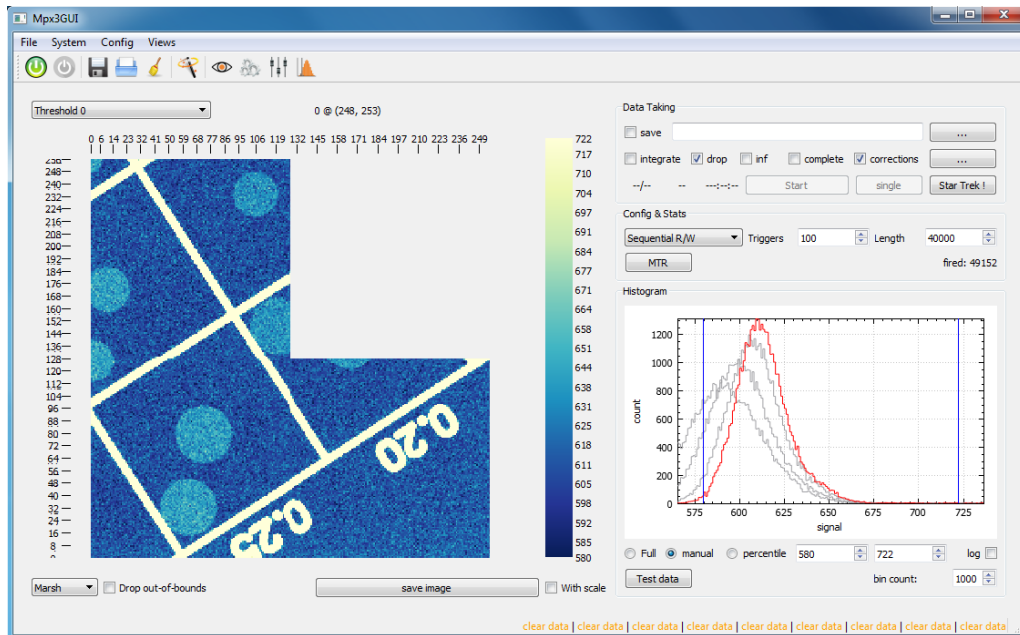 Mpx3GUI
File System Config Views
Threshold 0
0 @ (248, 253)
0 6 14 23 32 41 50 59 68 77 86 95 106 119 132 145 158 171 184 197 210 223 236 249
256
248
240
232
224
216
208
200
192
184
176
168
160
152
144
136
128
120
112
104
96
88
80
72
64
56
48
40
32
24
16
8
0
0.20
0.25
722
717
710
704
697
691
684
677
671
664
658
651
644
638
631
625
618
611
605
598
592
585
580
Marsh
Drop out-of-bounds
save image
With scale
Data Taking
save
...
integrate drop inf complete corrections ...
--/-- -- ---:--:-- Start single Star Trek !
Config & Stats
Sequential R/W Triggers 100 Length 40000
MTR fired: 49152
Histogram
1200
1000
800
600
400
200
0
count
575 600 625 650 675 700 725
signal
Full manual percentile 580 722 log
Test data bin count: 1000
clear data | clear data | clear data | clear data | clear data | clear data | clear data | clear data | clear data